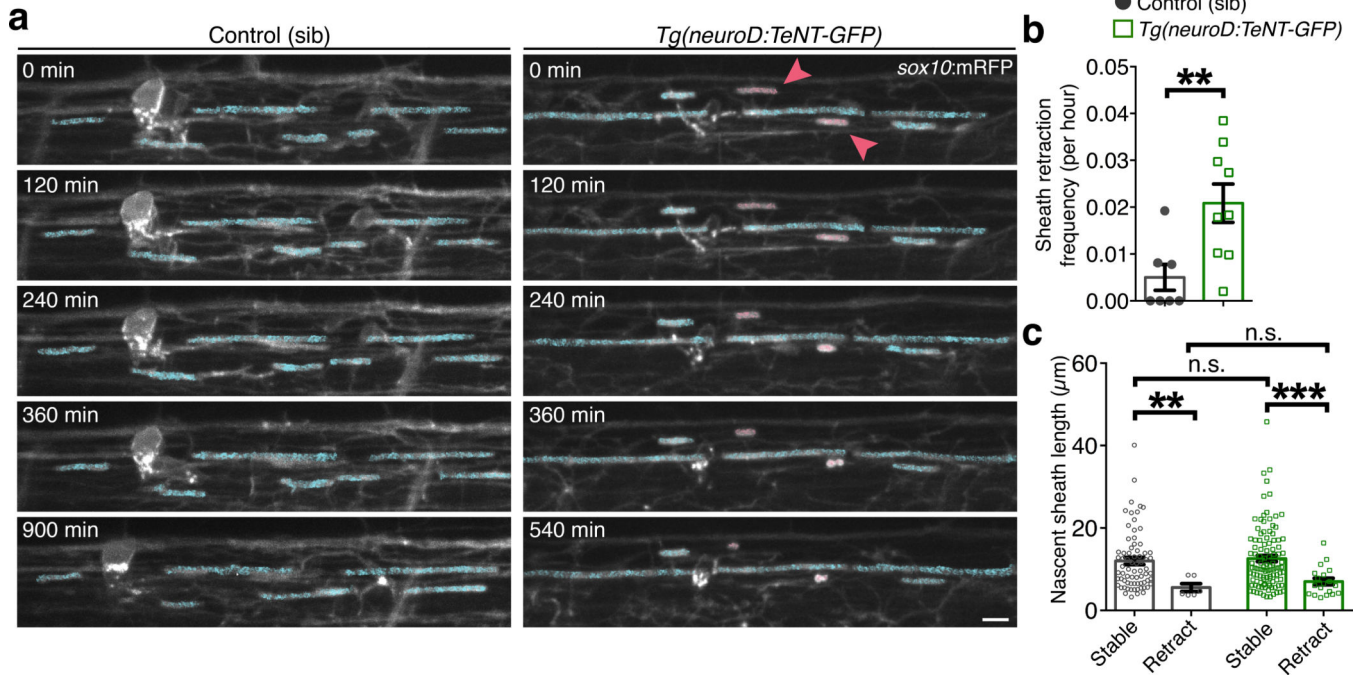 a
Control (sib)
Tg(neuroD:TeNT-GFP)
0 min
0 min
sox10:mRFP
120 min
120 min
240 min
240 min
360 min
360 min
900 min
540 min
b
Control (sib)
Tg(neuroD:TeNT-GFP)
Sheath retraction
frequency (per hour)
0.05
0.04
0.03
0.02
0.01
0.00
**
c
Nascent sheath length (µm)
60
40
20
0
n.s.
n.s.
**
***
Stable
Retract
Stable
Retract